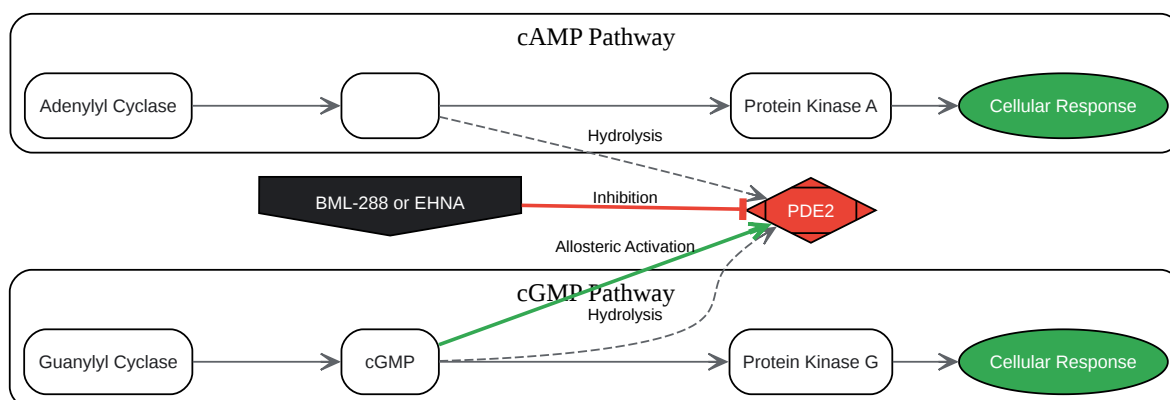 cAMP Pathway
Adenylyl Cyclase
Protein Kinase A
Cellular Response
Hydrolysis
BML-288 or EHNA
Inhibition
PDE2
Allosteric Activation
cGMP Pathway
Hydrolysis
Guanylyl Cyclase
cGMP
Protein Kinase G
Cellular Response